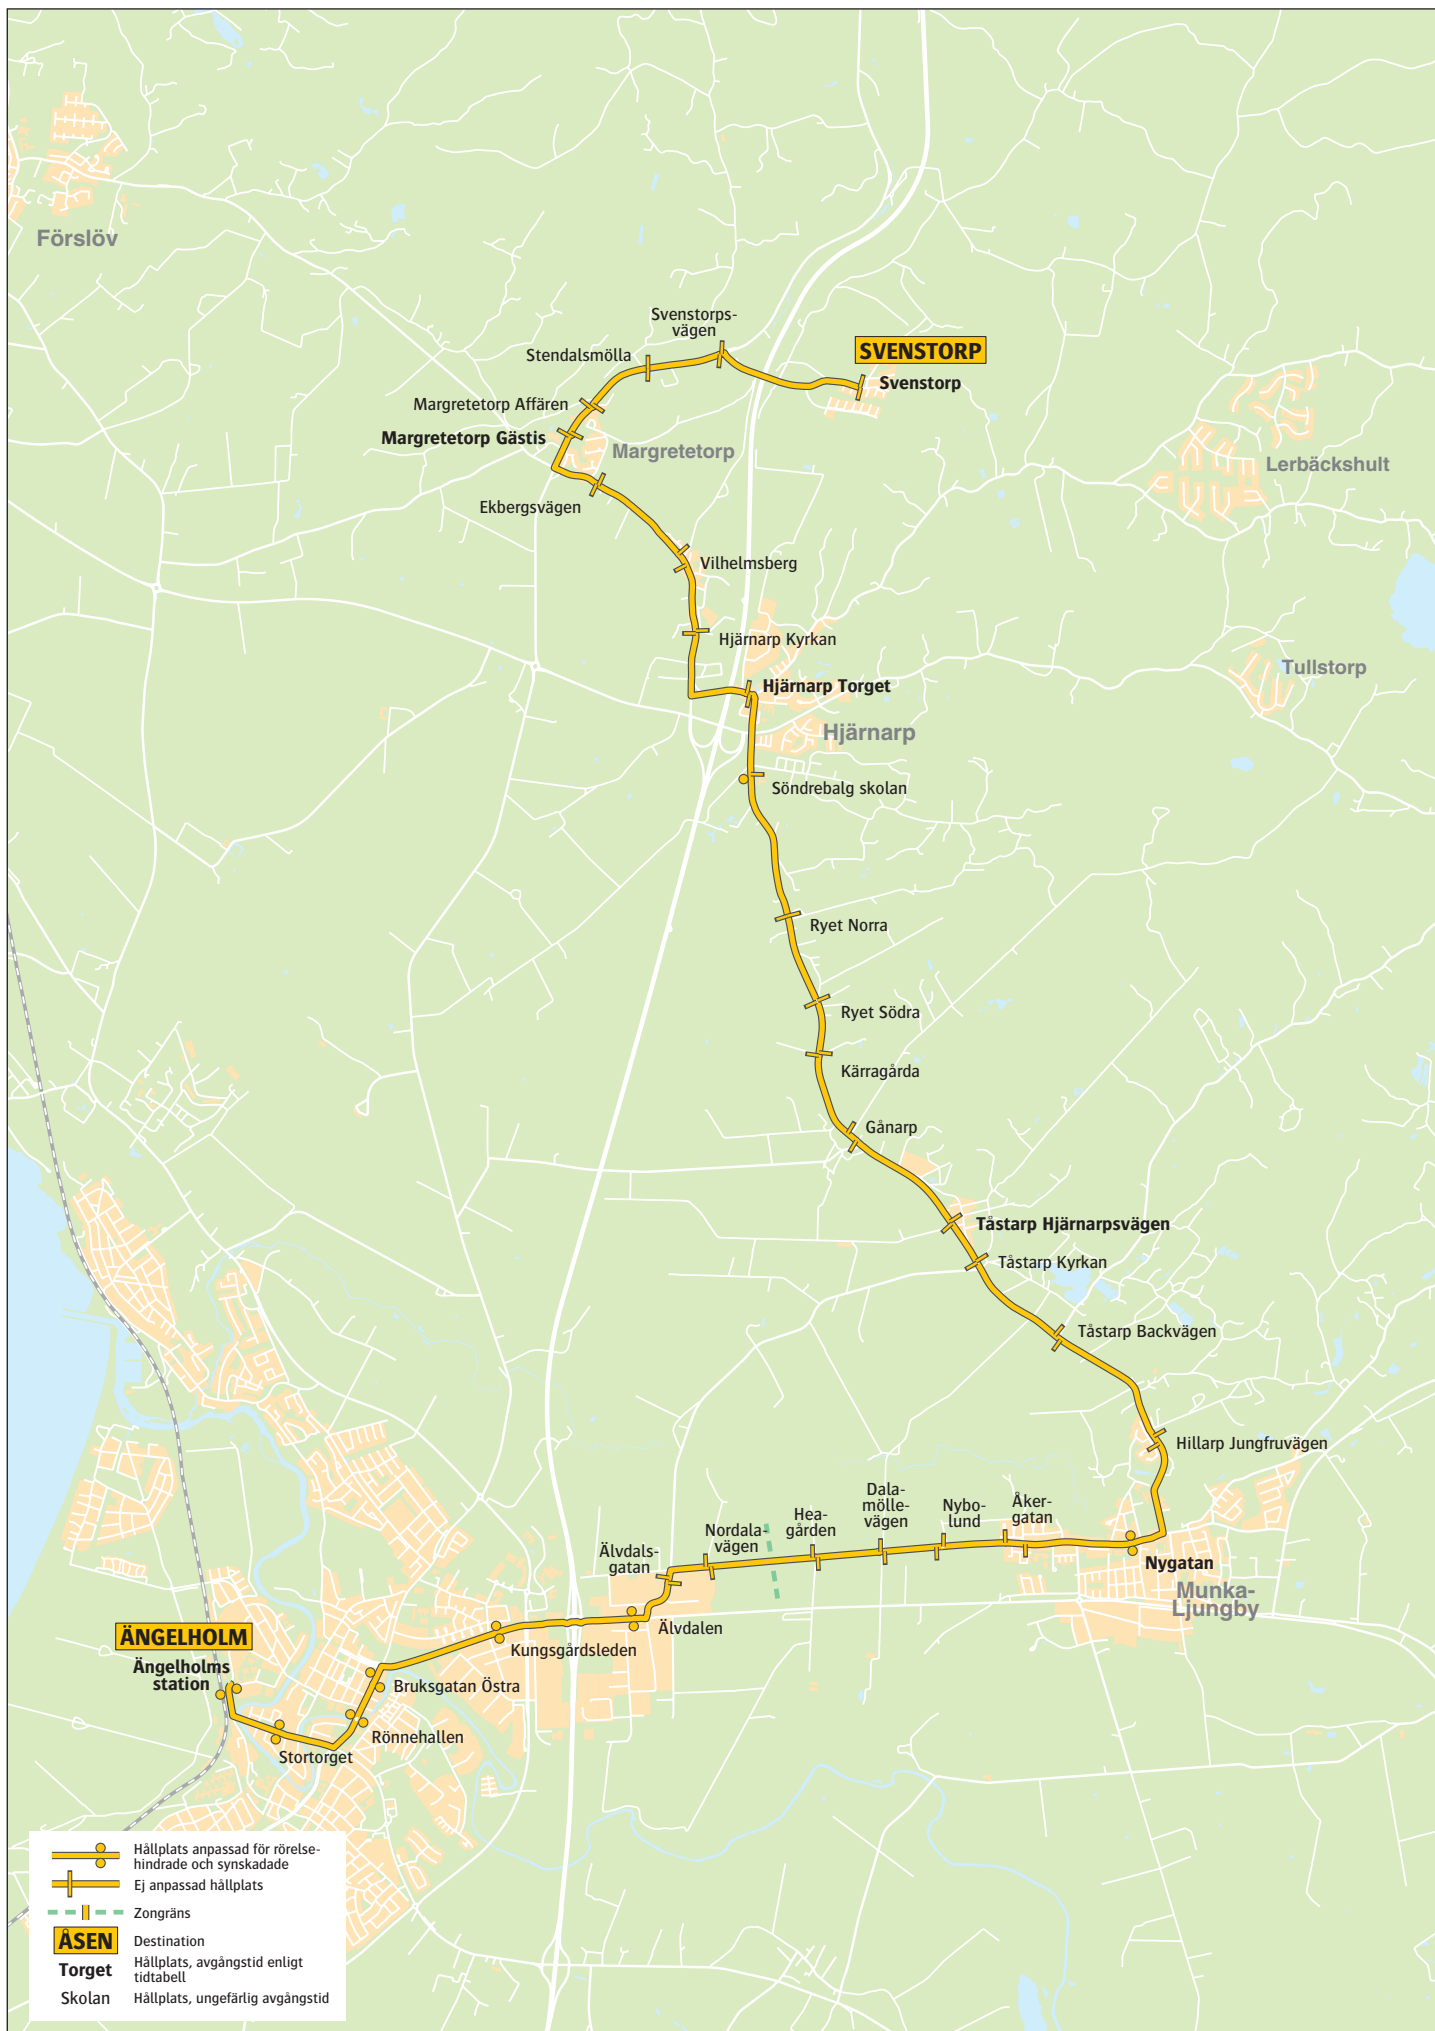 Förslöv
Svenstorps-
vägen
SVENSTORP
Stendalsmölla
Svenstorp
Margretetorp Affären
Margretetorp Gästis
Margretetorp
Lerbäckshult
Ekbergsvägen
Vilhelmsberg
Hjärnarp Kyrkan
Tullstorp
Hjärnarp Torget
Hjärnarp
Söndrebalg skolan
Ryet Norra
Ryet Södra
Kärragårda
Gånarp
Tåstarp Hjärnarpsvägen
Tåstarp Kyrkan
Tåstarp Backvägen
Hillarp Jungfruvägen
Dala-
mölle-
vägen
Nybo-
lund
Åker-
gatan
Hea-
gården
Nordala-
vägen
Älvdals-
gatan
Nygatan
Munka-
Ljungby
Älvdalen
ÄNGELHOLM
Kungsgårdsleden
Ängelholms
station
Bruksgatan Östra
Rönnehallen
Stortorget
Hållplats anpassad för rörelse-
hindrade och synskadade
Ej anpassad hållplats
Zongräns
ÅSEN Destination
Torget Hållplats, avgångstid enligt
tidtabell
Skolan Hållplats, ungefärlig avgångstid